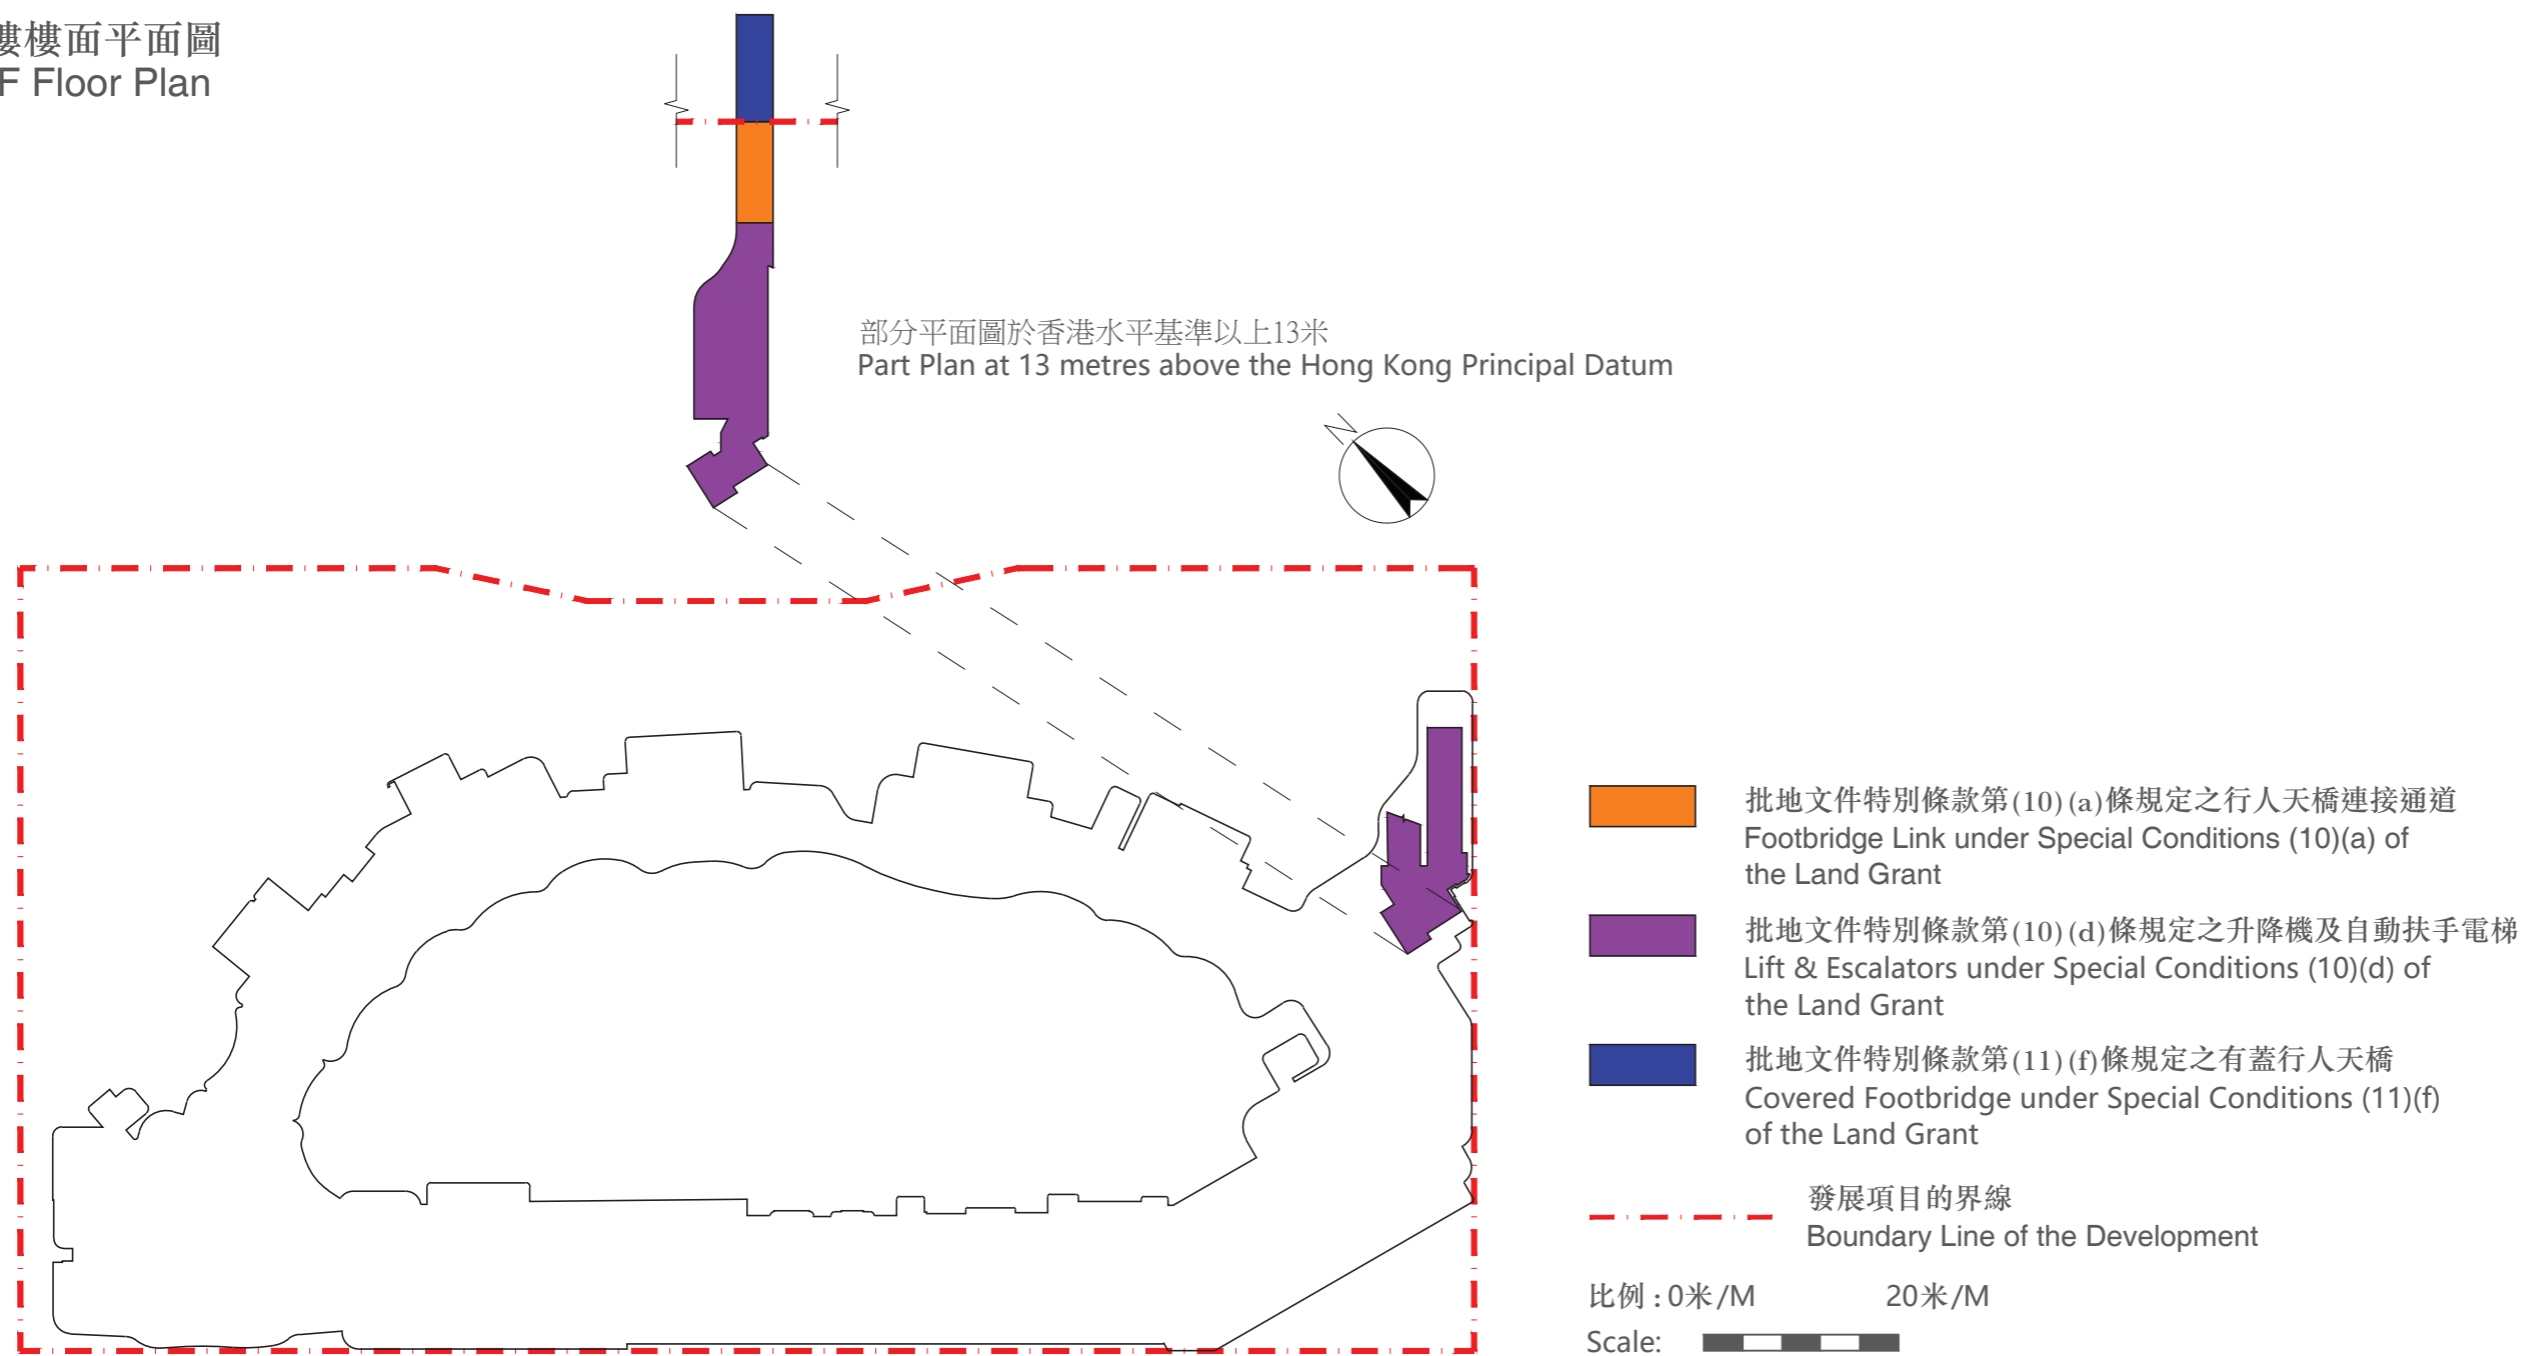 樓樓面平面圖
F Floor Plan
部分平面圖於香港水平基準以上13米
Part Plan at 13 metres above the Hong Kong Principal Datum
N
批地文件特別條款第(10)(a)條規定之行人天橋連接通道
Footbridge Link under Special Conditions (10)(a) of
the Land Grant
批地文件特別條款第(10)(d)條規定之升降機及自動扶手電梯
Lift & Escalators under Special Conditions (10)(d) of
the Land Grant
批地文件特別條款第(11)(f)條規定之有蓋行人天橋
Covered Footbridge under Special Conditions (11)(f)
of the Land Grant
發展項目的界線
Boundary Line of the Development
比例 : 0米/M 20米/M
Scale: